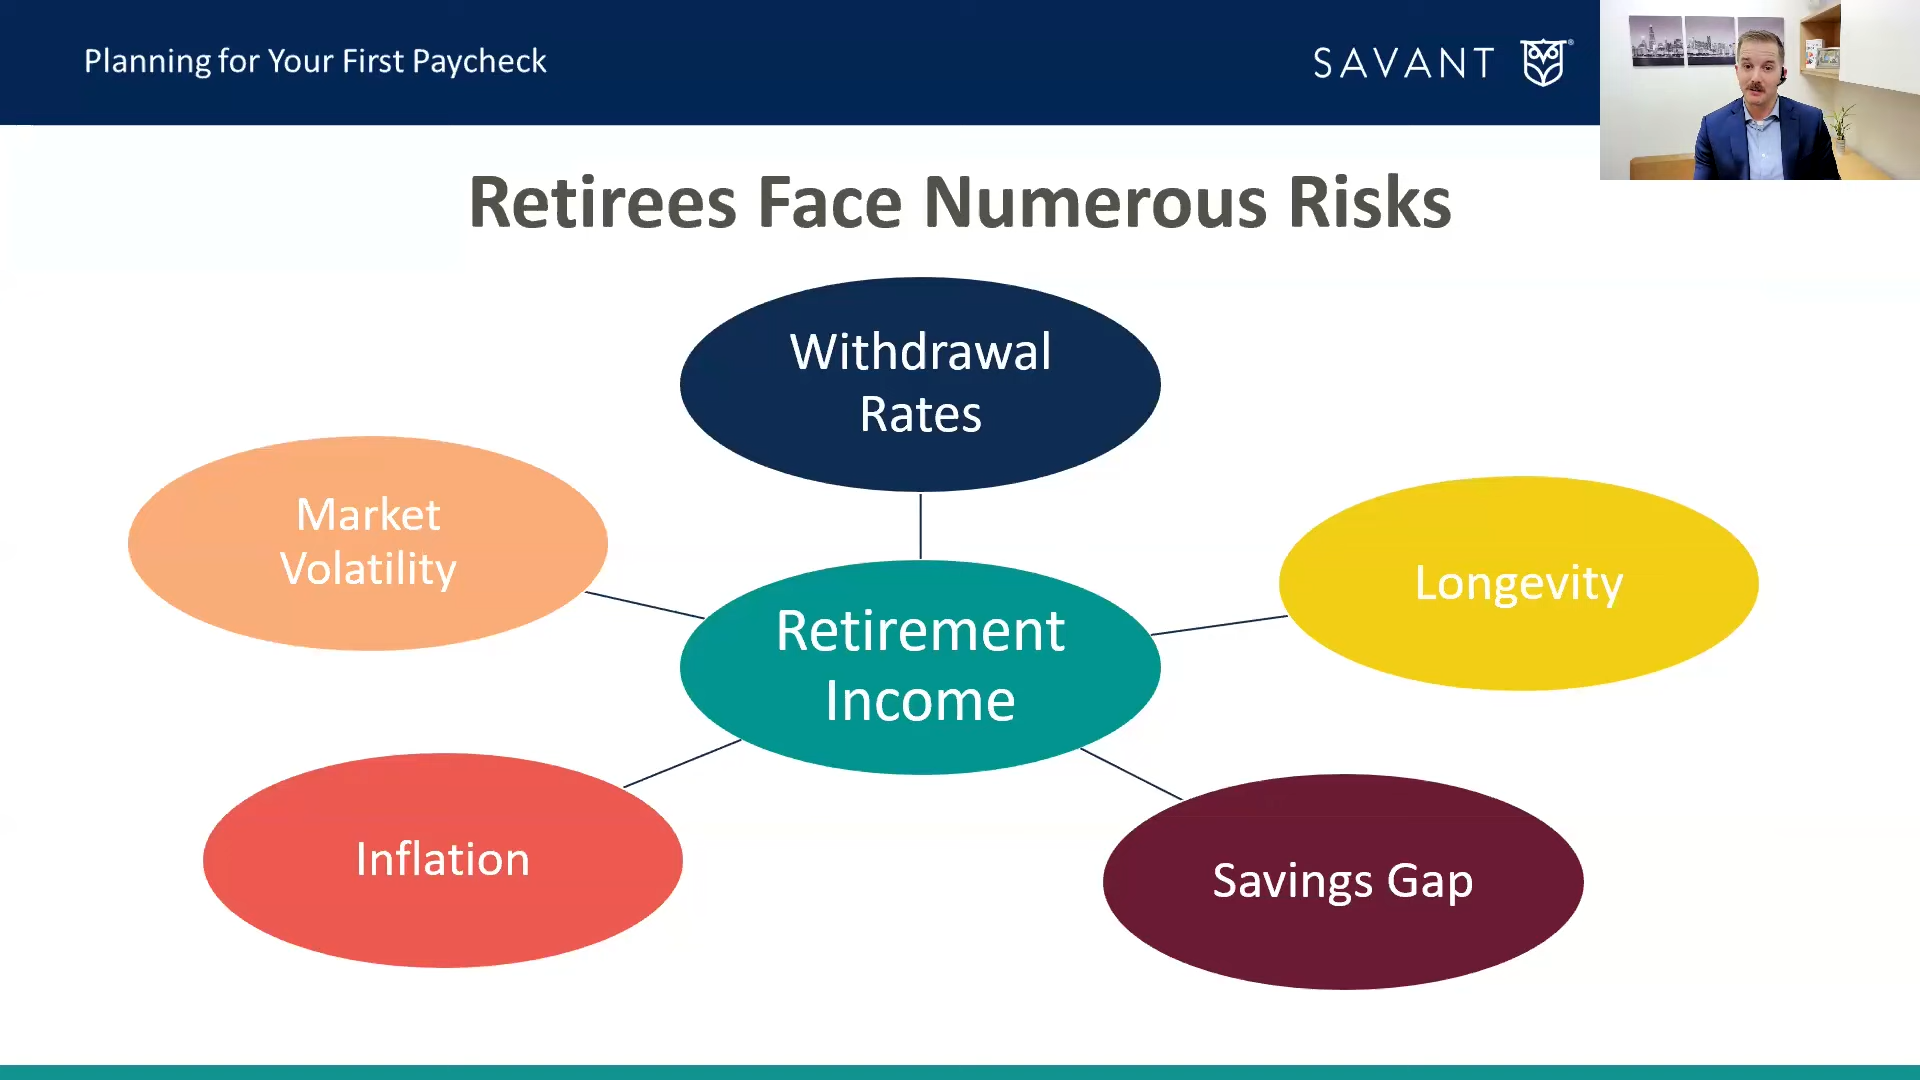 Planning for Your First Paycheck
SAVANT
Retirees Face Numerous Risks
Withdrawal
Rates
Market
Volatility
Longevity
Retirement
Income
Inflation
Savings Gap